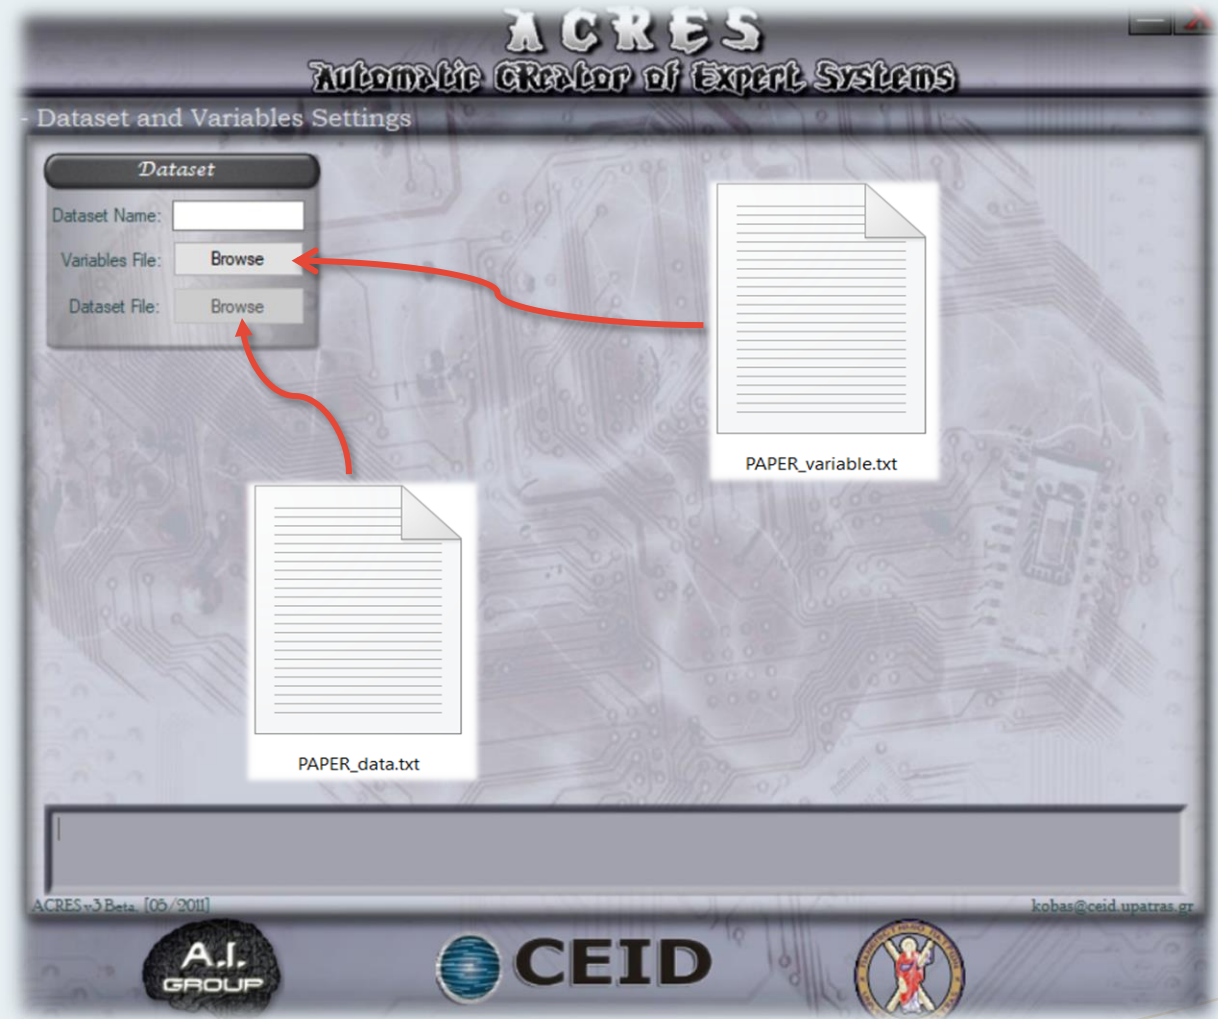 ACRES
Automatic CReator of Expert Systems
- Dataset and Variables Settings
Dataset
Dataset Name:
Variables File: Browse
Dataset File: Browse
PAPER_variable.txt
PAPER_data.txt
ACRES v3 Beta, [05/2011]
kobas@ceid.upatras.gr
A.I.
GROUP
CEID